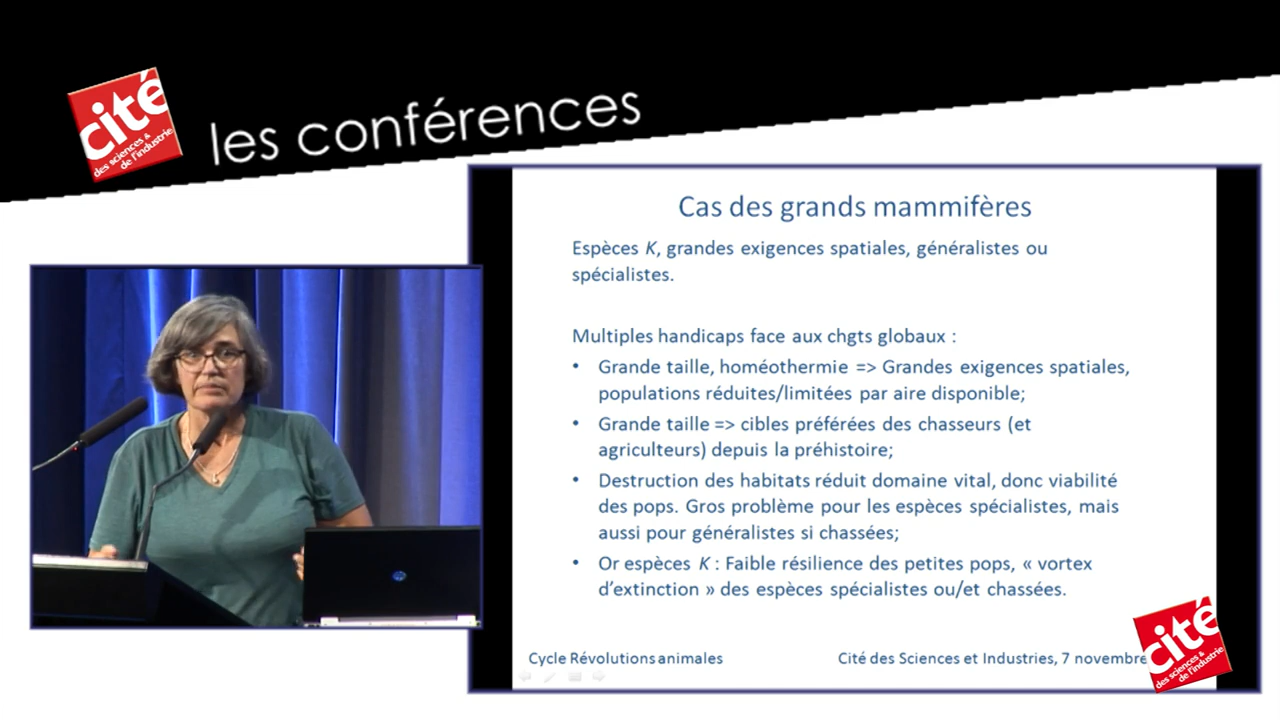 cité
des sciences &
de l'industrie
les conférences
Cas des grands mammifères
Espèces K, grandes exigences spatiales, généralistes ou
spécialistes.
Multiples handicaps face aux chgts globaux :
• Grande taille, homéothermie => Grandes exigences spatiales,
populations réduites/limitées par aire disponible;
• Grande taille => cibles préférées des chasseurs (et
agriculteurs) depuis la préhistoire;
• Destruction des habitats réduit domaine vital, donc viabilité
des pops. Gros problème pour les espèces spécialistes, mais
aussi pour généralistes si chassées;
• Or espèces K : Faible résilience des petites pops, « vortex
d'extinction » des espèces spécialistes ou/et chassées.
Cycle Révolutions animales
Cité des Sciences et Industries, 7 novembre
cité
des sciences &
de l'industrie